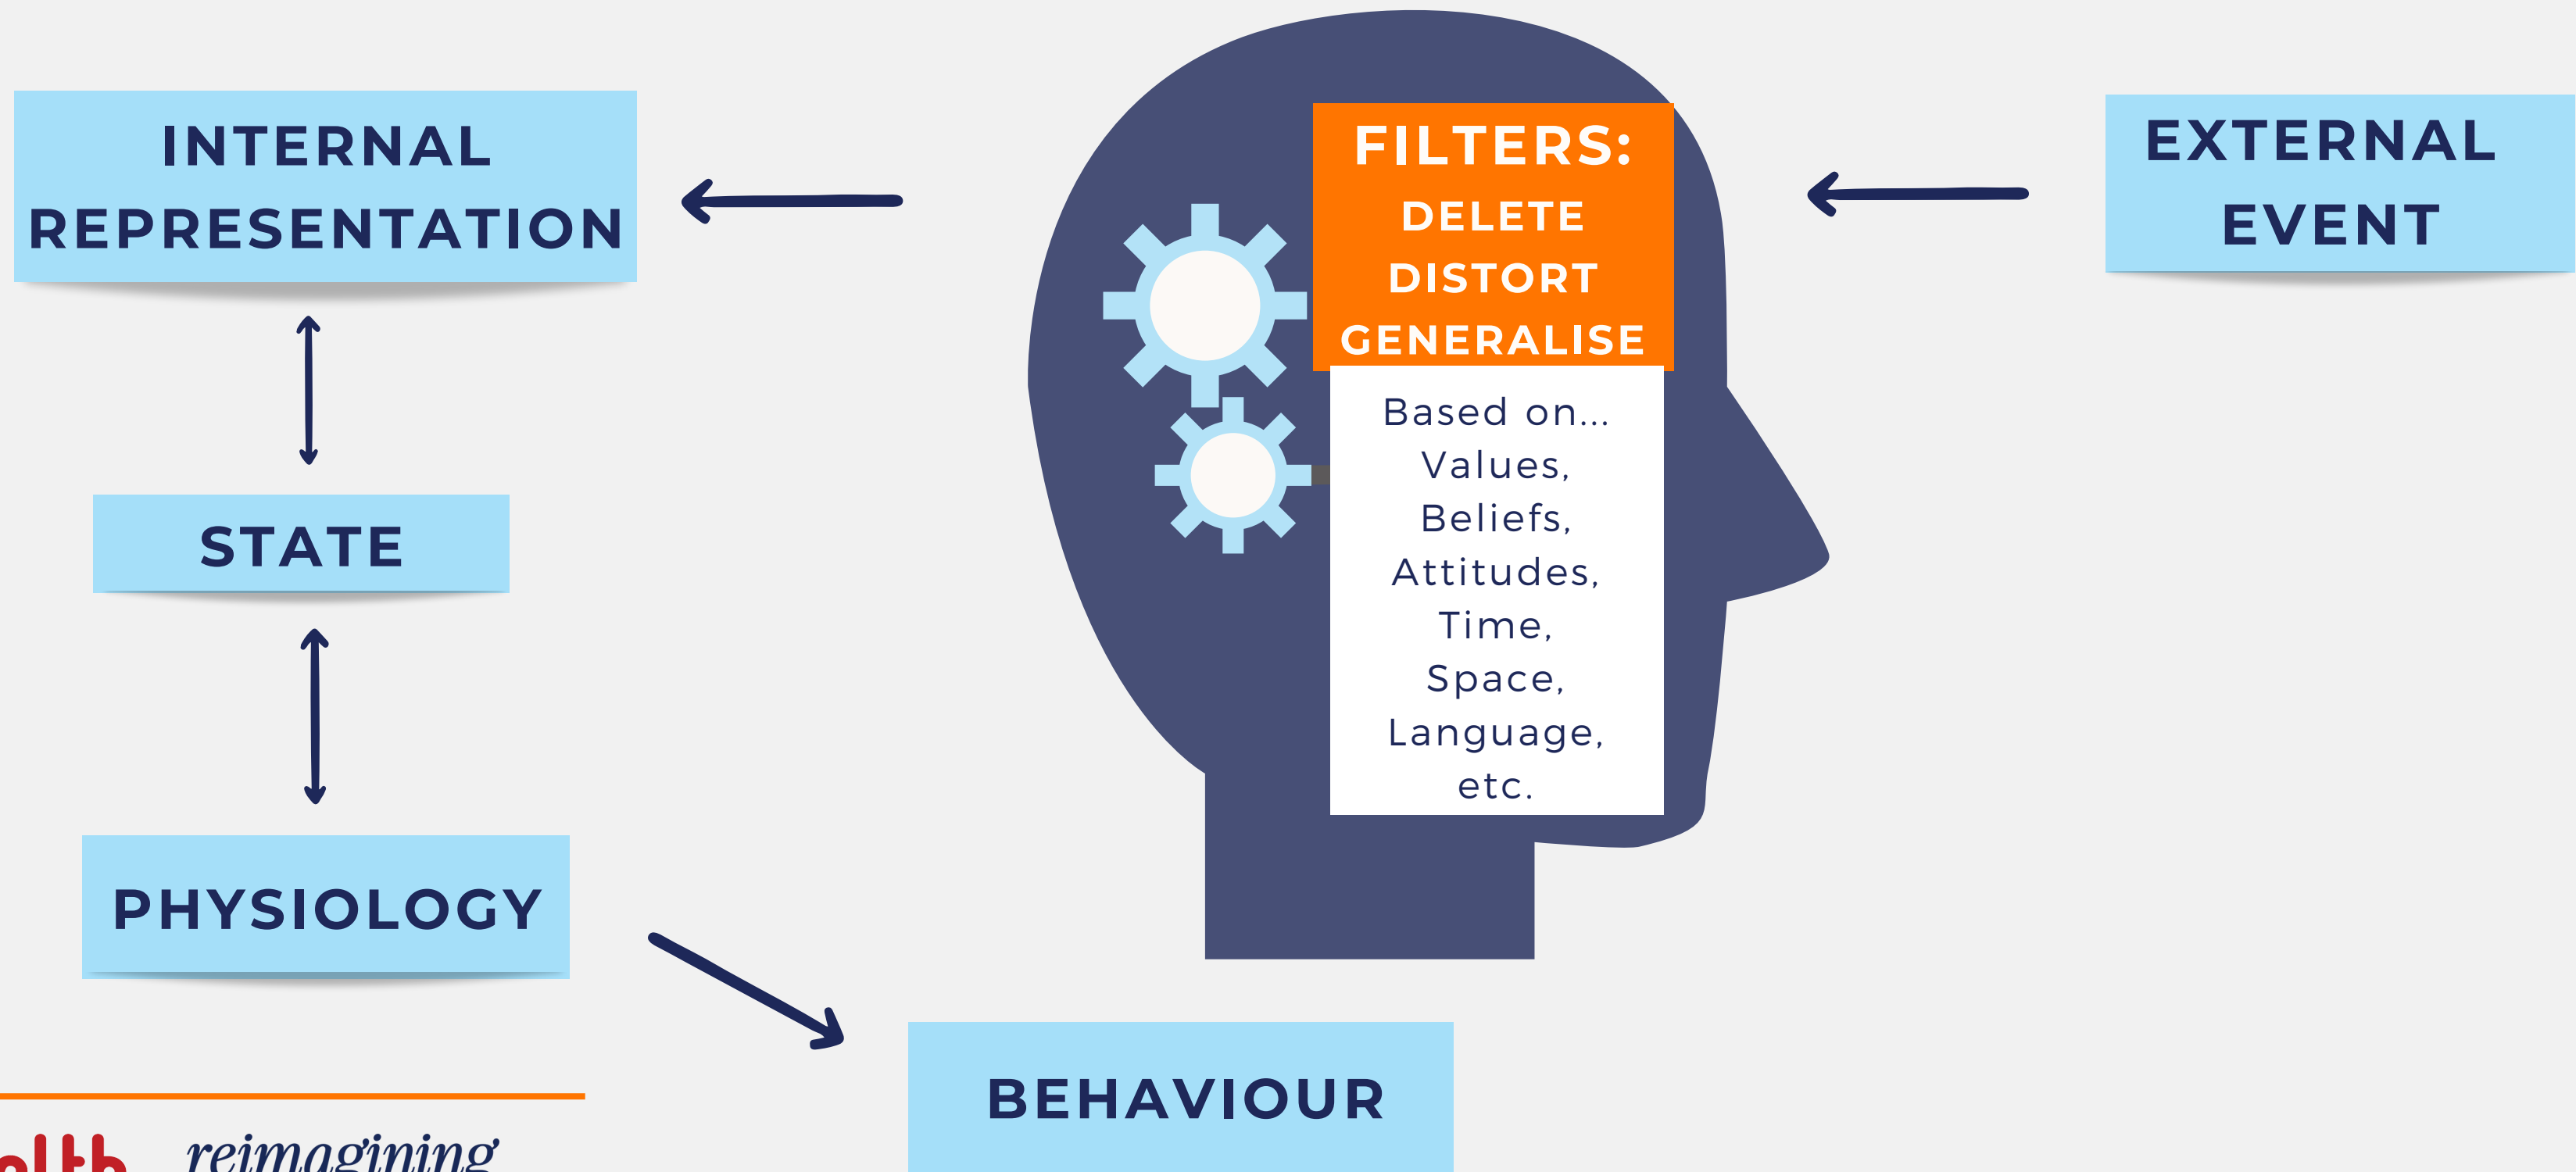 INTERNAL
REPRESENTATION
FILTERS:
DELETE
DISTORT
GENERALISE
EXTERNAL
EVENT
Based on...
Values,
Beliefs,
Attitudes,
Time,
Space,
Language,
etc.
STATE
PHYSIOLOGY
BEHAVIOUR
reimagining